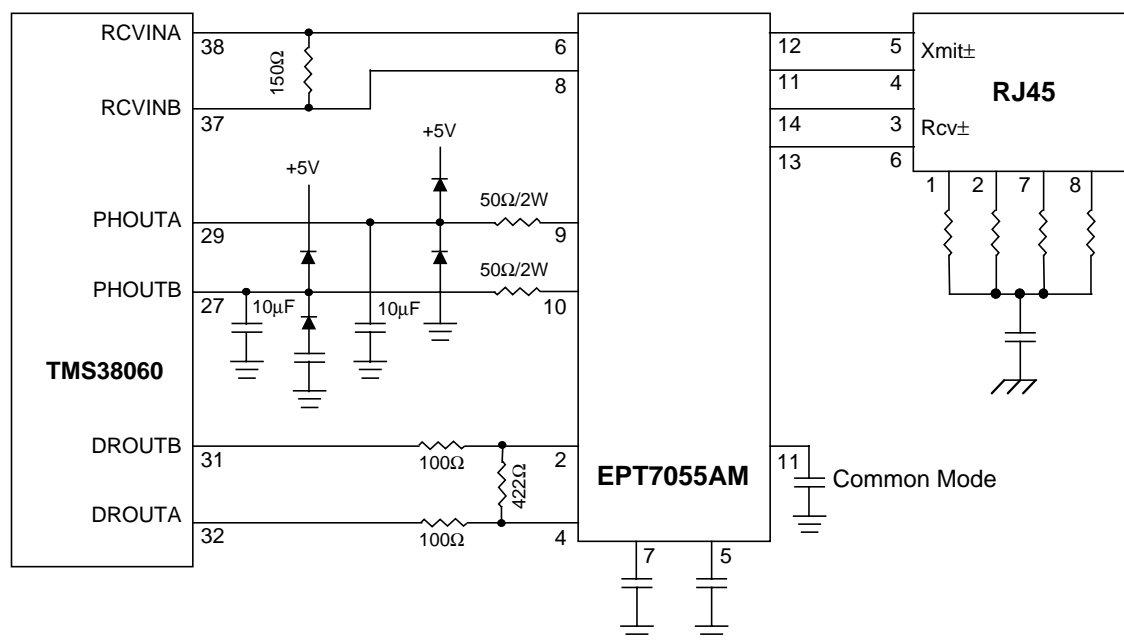 RCVINA
38
150Ω
RCVINB
37
6
8
12
5
Xmit±
11
4
RJ45
14
3
Rcv±
13
6
1
2
7
8
+5V
+5V
PHOUTA
29
50Ω/2W
9
PHOUTB
27
50Ω/2W
10
10μF
10μF
TMS38060
DROUTB
31
100Ω
2
422Ω
DROUTA
32
100Ω
4
EPT7055AM
11
Common Mode
7
5